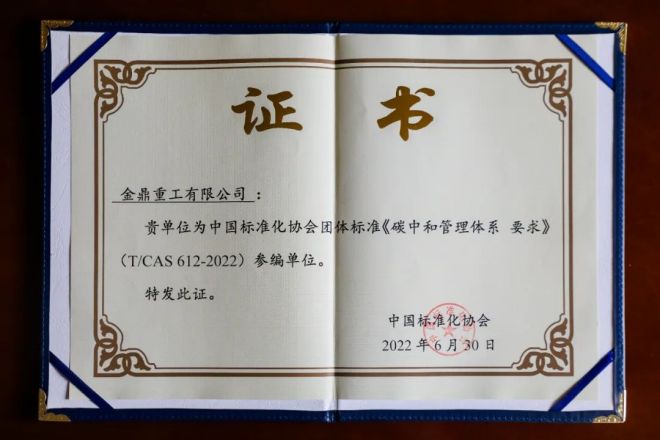 证书
金鼎重工有限公司：
贵单位为中国标准化协会团体标准《碳中和管理体系 要求》
（T/CAS 612-2022）参编单位。
特发此证。
中国标准化协会
2022年6月30日